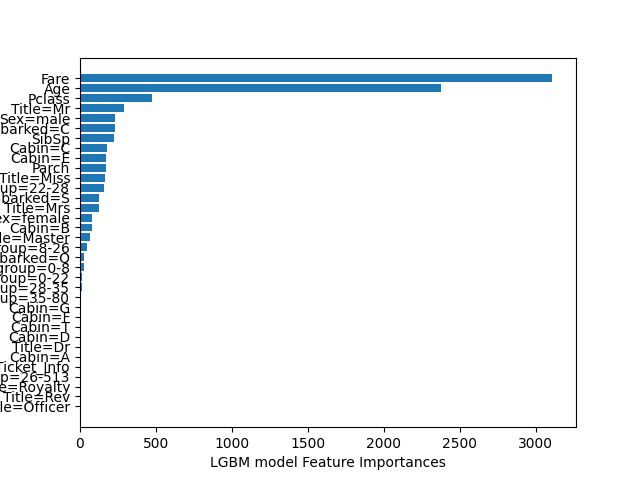 Fare
Age
Pclass
Title=Mr
Sex=male
barked=C
SibSp
Cabin=C
Cabin=E
Parch
Title=Miss
up=22-28
barked=S
Title=Mrs
ex=female
Cabin=B
le=Master
roup=8-26
barked=Q
group=0-8
oup=0-22
up=28-35
up=35-80
Cabin=G
Cabin=F
Cabin=T
Cabin=D
Title=Dr
Cabin=A
Ticket_Info
p=26-513
e=Royalty
Title=Rev
le=Officer
0 500 1000 1500 2000 2500 3000
LGBM model Feature Importances